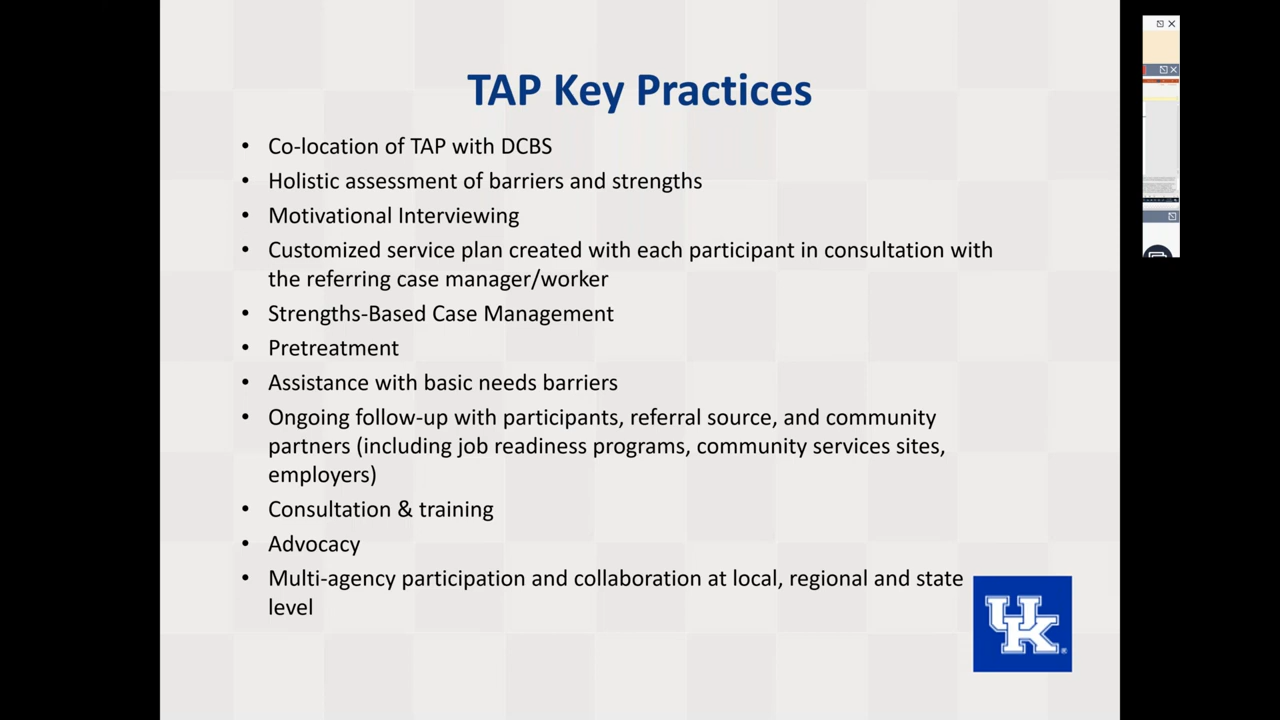 TAP Key Practices
• Co-location of TAP with DCBS
• Holistic assessment of barriers and strengths
• Motivational Interviewing
• Customized service plan created with each participant in consultation with
the referring case manager/worker
• Strengths-Based Case Management
• Pretreatment
• Assistance with basic needs barriers
• Ongoing follow-up with participants, referral source, and community
partners (including job readiness programs, community services sites,
employers)
• Consultation & training
• Advocacy
• Multi-agency participation and collaboration at local, regional and state
level
UK®